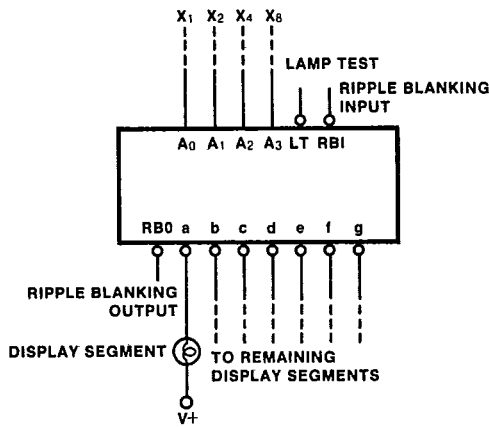 X1 X2 X4 X8
LAMP TEST
RIPPLE BLANKING
INPUT
A0 A1 A2 A3 LT RBI
RB0 a b c d e f g
RIPPLE BLANKING
OUTPUT
DISPLAY SEGMENT
TO REMAINING
DISPLAY SEGMENTS
V+